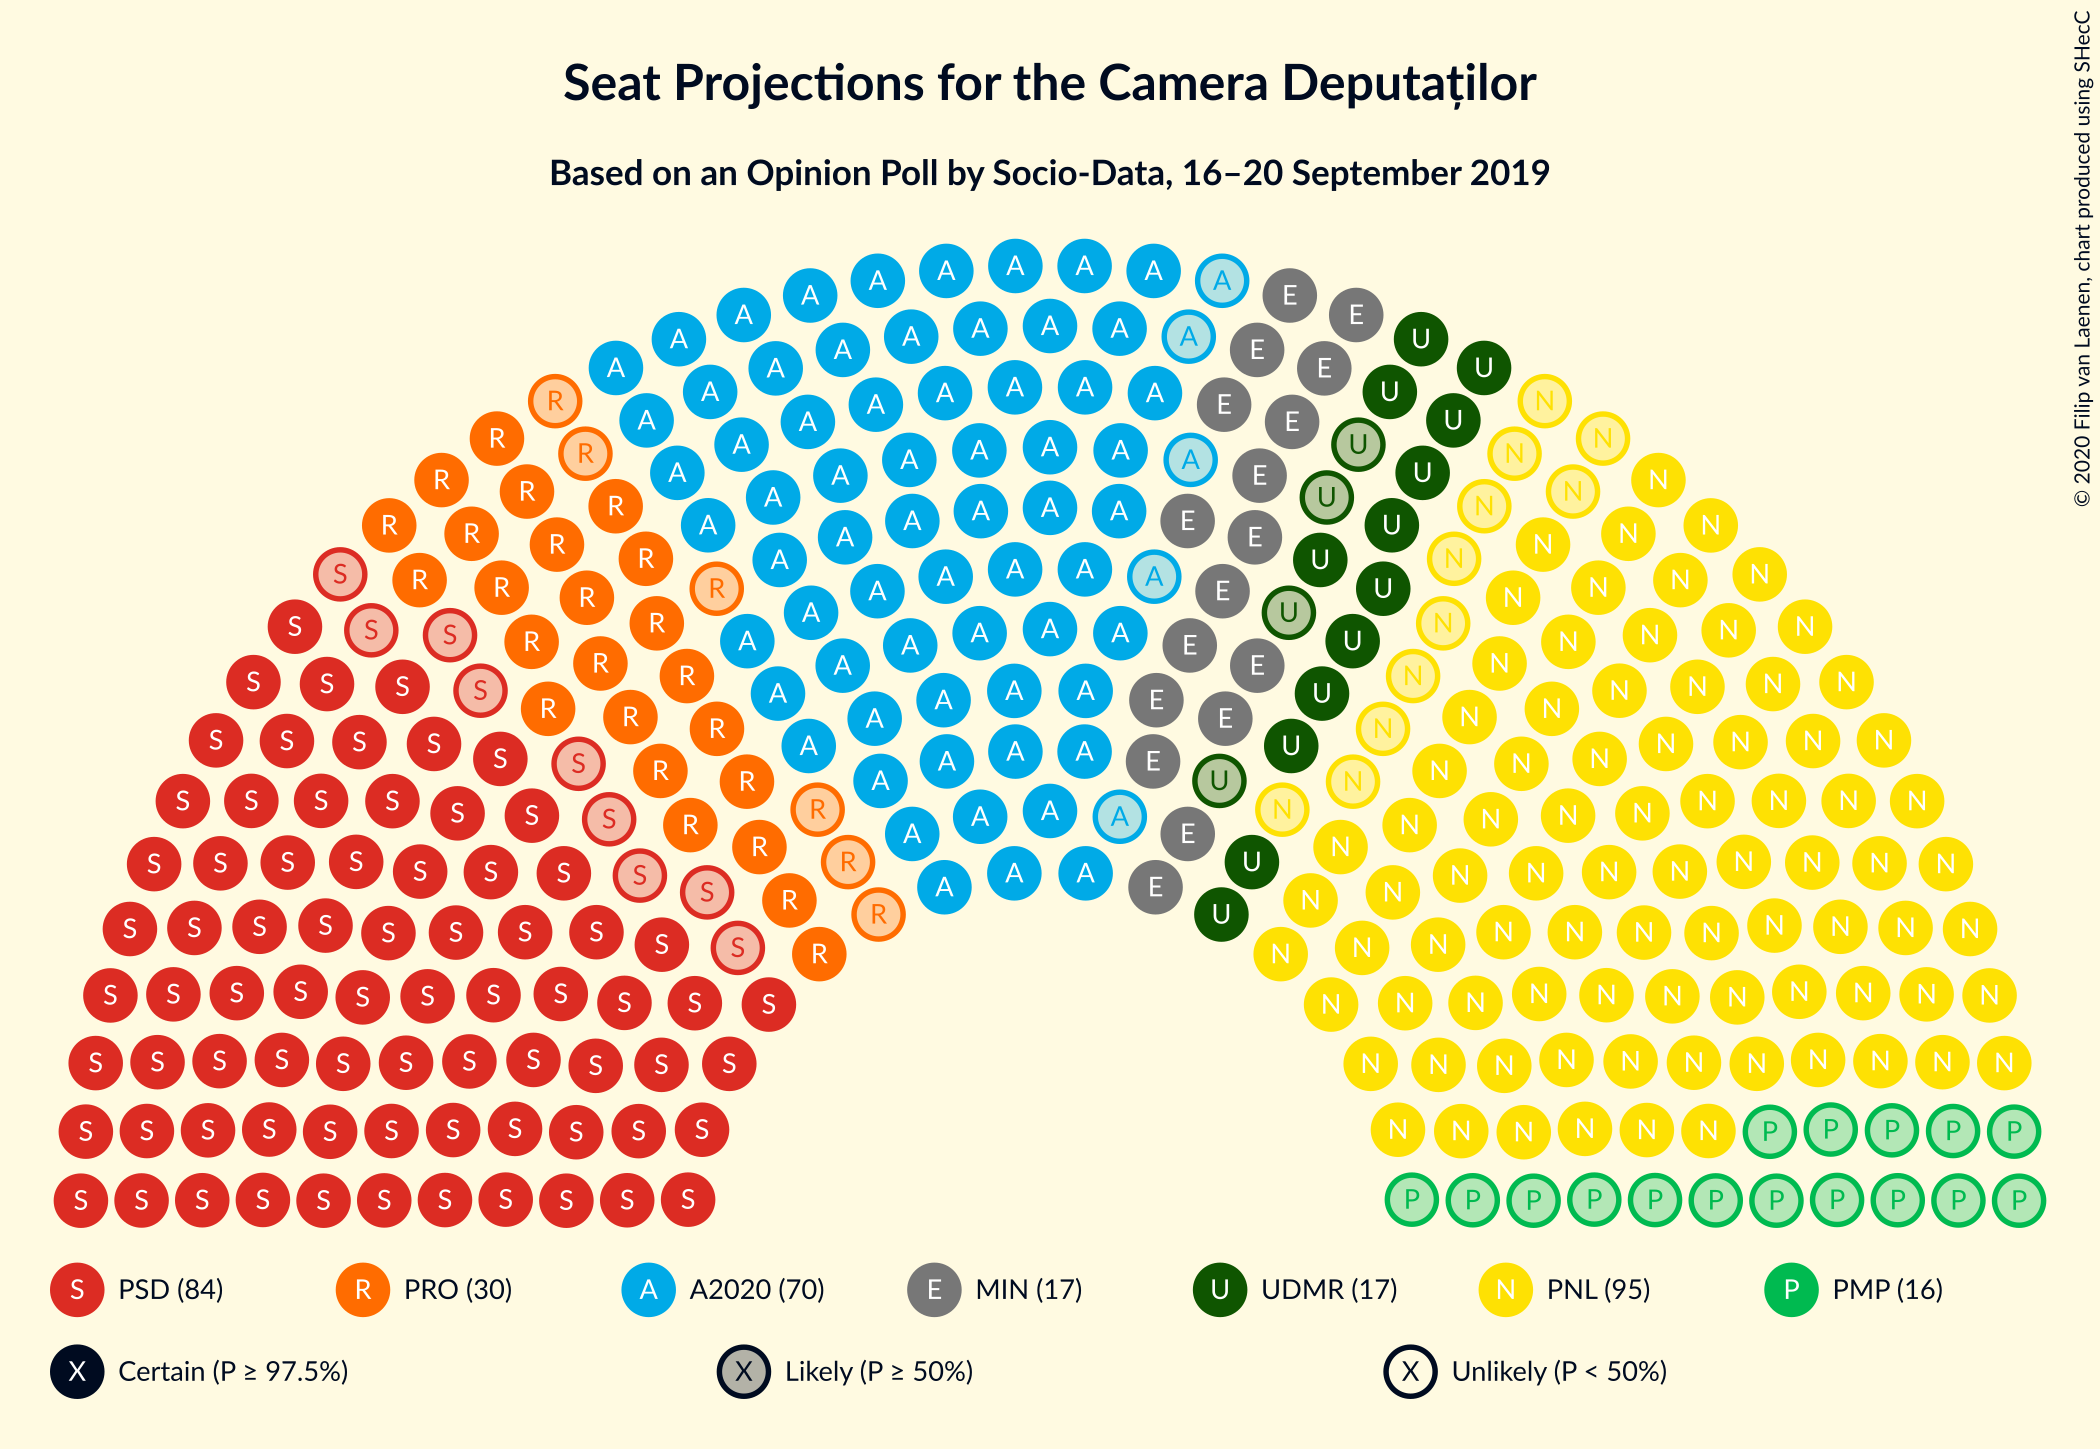 Seat Projections for the Camera Deputaților
Based on an Opinion Poll by Socio-Data, 16–20 September 2019
© 2020 Filip van Laenen, chart produced using SHecC
S PSD (84) R PRO (30) A A2020 (70) E MIN (17) U UDMR (17) N PNL (95) P PMP (16)
X Certain (P ≥ 97.5%) X Likely (P ≥ 50%) X Unlikely (P < 50%)